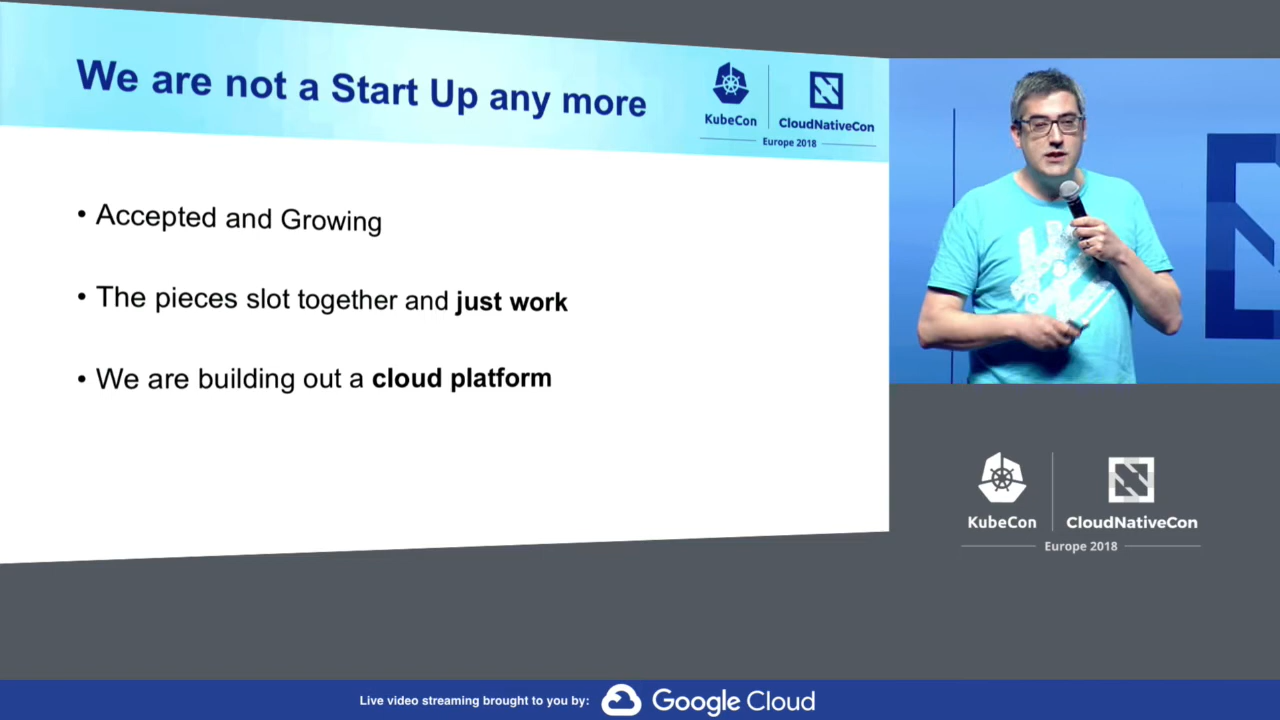 We are not a Start Up any more
KubeCon
CloudNativeCon
Europe 2018
• Accepted and Growing
• The pieces slot together and just work
• We are building out a cloud platform
KubeCon
CloudNativeCon
Europe 2018
Live video streaming brought to you by: Google Cloud